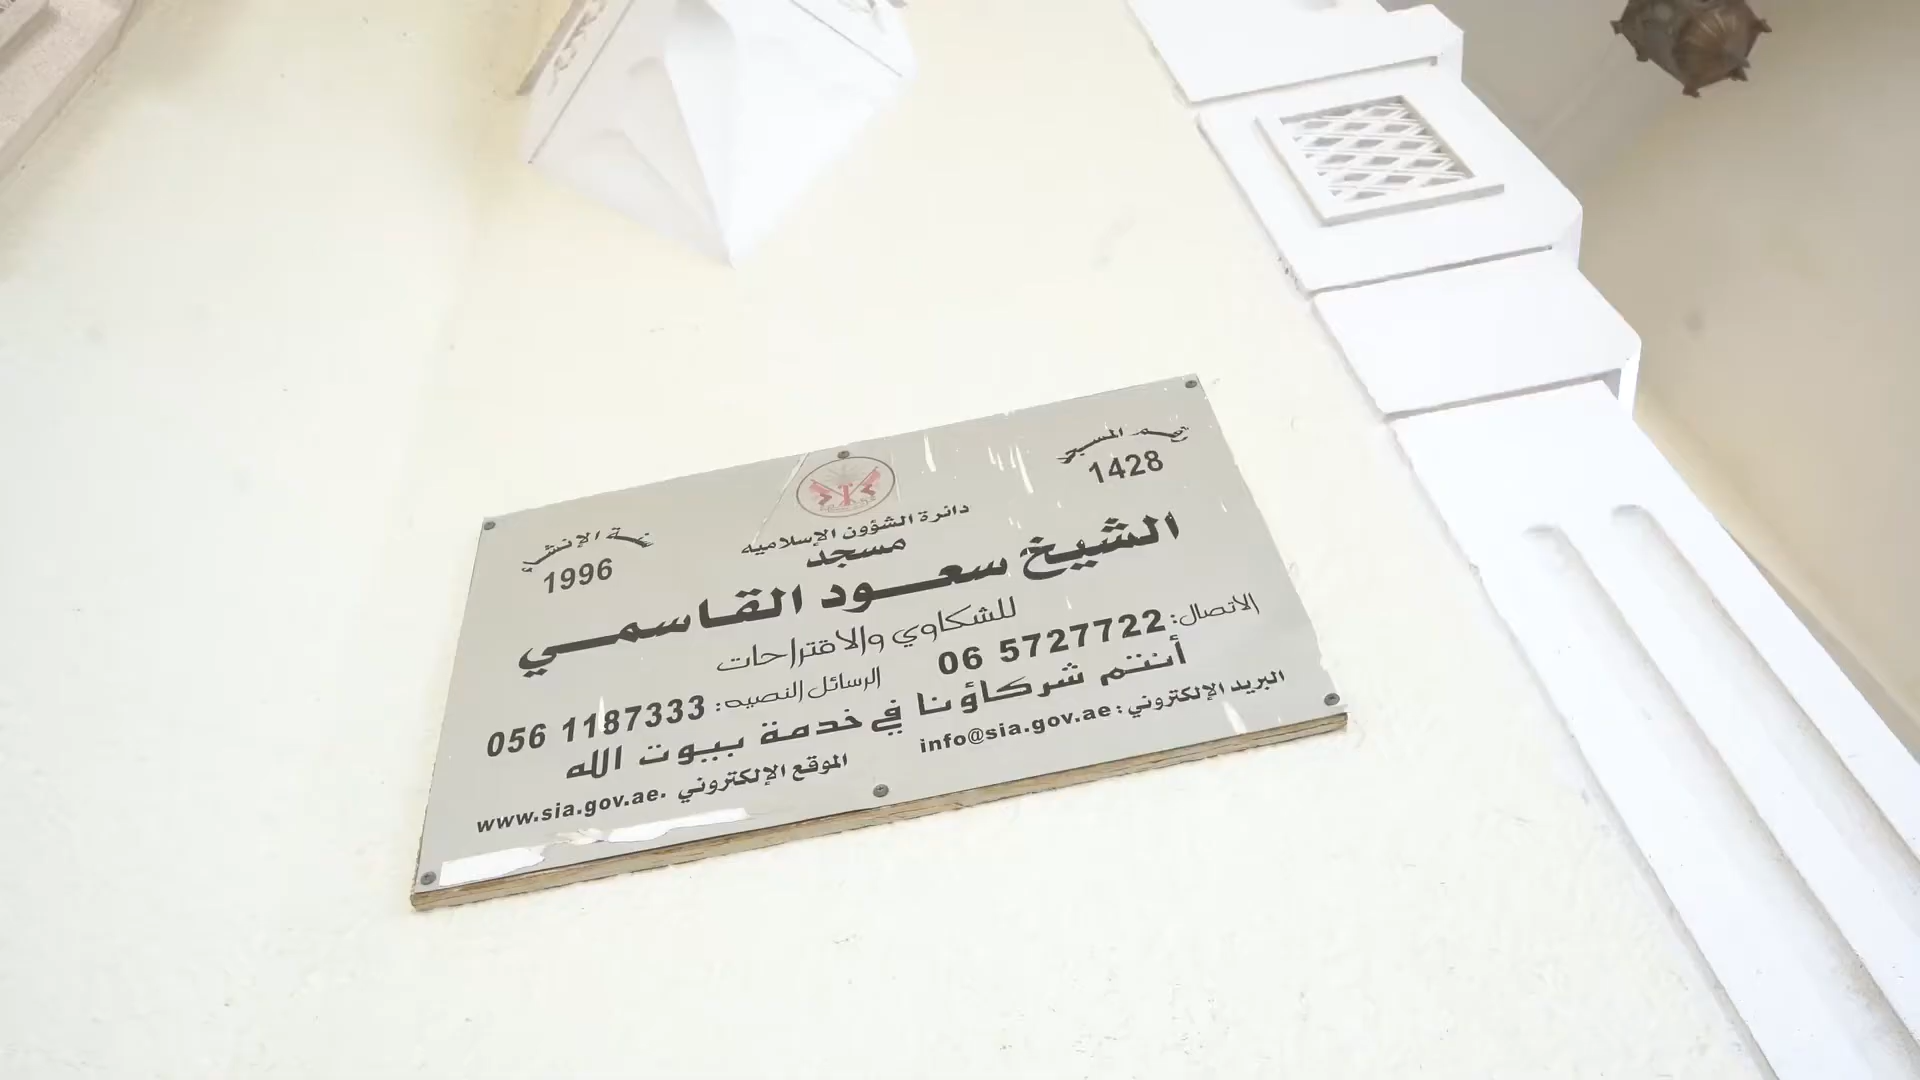 رقم المسجد
1428
سنة الإنشاء
1996
دائرة الشؤون الإسلامية
مسجد
الشيخ سعود القاسمي
للشكاوي والاقتراحات
الاتصال: 06 5727722
الرسائل النصيه: 056 1187333
أنتم شركاؤنا في خدمة بيوت الله
البريد الإلكتروني: info@sia.gov.ae
الموقع الإلكتروني www.sia.gov.ae.